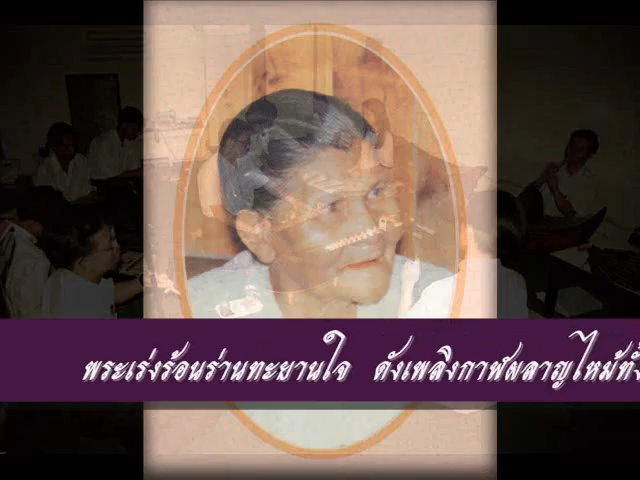 พระเร่งร้อนร่านทะยานใจ ดังเพลิงกาฬผลาญไหม้ทั้